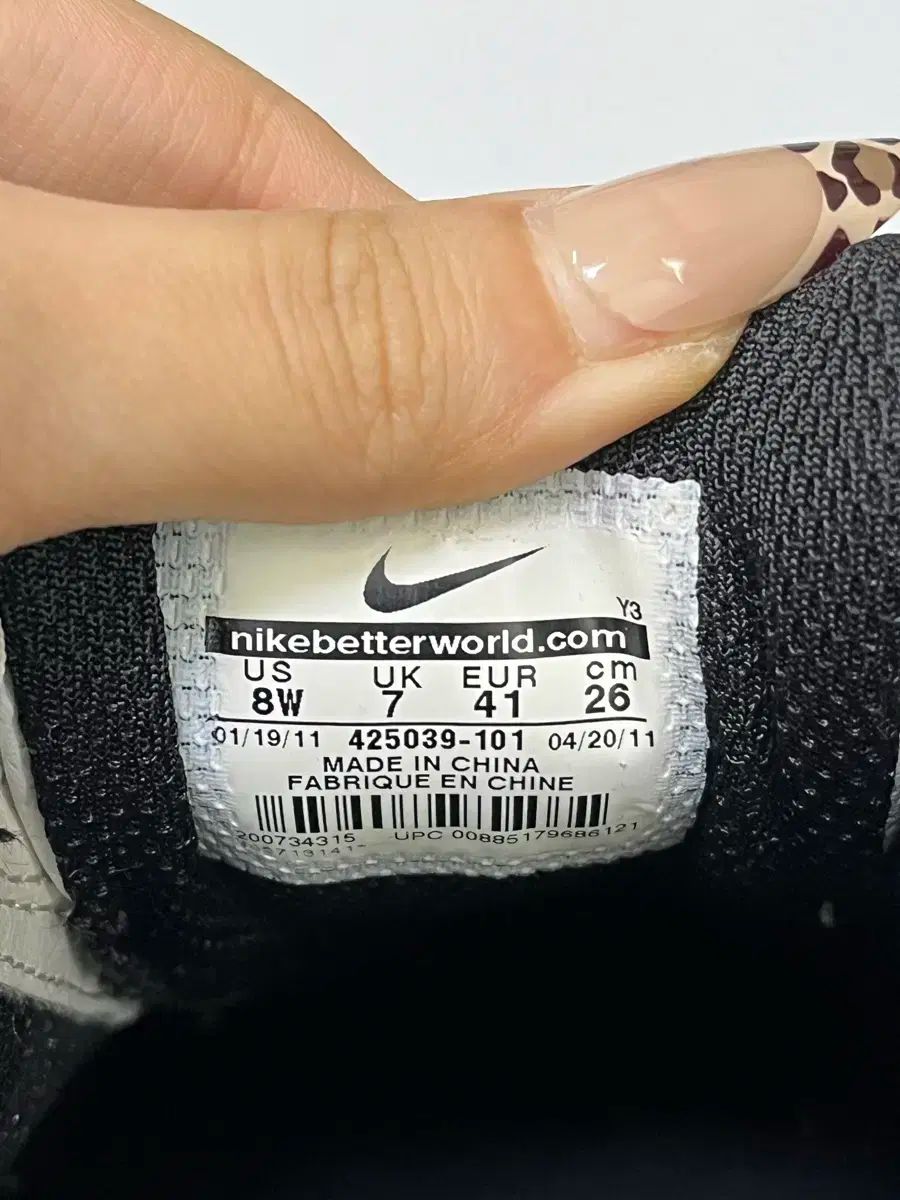 Y3
nikebetterworld.com
US UK EUR cm
8W 7 41 26
01/19/11 425039-101 04/20/11
MADE IN CHINA
FABRIQUE EN CHINE
200734315 UPC 00885179686121